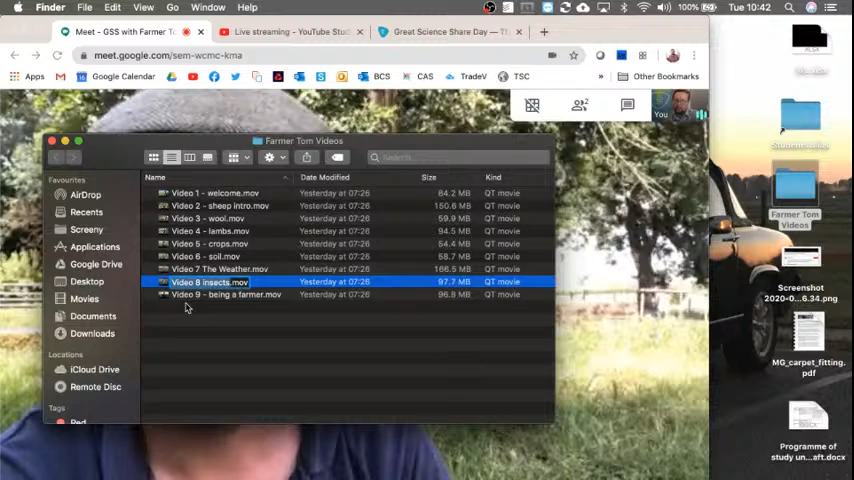 Finder File Edit View Go Window Help 100% Tue 10:42
Meet - GSS with Farmer T Live streaming - YouTube Stud Great Science Share Day — Th
meet.google.com/sem-wcmc-kma
Apps Google Calendar BCS CAS TradeV TSC » Other Bookmarks
2 You
Farmer Tom Videos
Search
Name Date Modified Size Kind
Favourites
AirDrop
Recents
Screeny
Applications
Google Drive
Desktop
Movies
Documents
Downloads
Locations
iCloud Drive
Remote Disc
Tags
Red
Video 1 - welcome.mov Yesterday at 07:26 64.2 MB QT movie
Video 2 - sheep intro.mov Yesterday at 07:26 150.6 MB QT movie
Video 3 - wool.mov Yesterday at 07:26 59.9 MB QT movie
Video 4 - lambs.mov Yesterday at 07:26 94.5 MB QT movie
Video 5 - crops.mov Yesterday at 07:26 54.4 MB QT movie
Video 6 - soil.mov Yesterday at 07:26 58.7 MB QT movie
Video 7 The Weather.mov Yesterday at 07:26 166.5 MB QT movie
Video 8 insects.mov Yesterday at 07:26 97.7 MB QT movie
Video 9 - being a farmer.mov Yesterday at 07:26 96.8 MB QT movie
XLSX
Farmer Tom
Videos
Screenshot
2020-0...6.34.png
MG_carpet_fitting.
pdf
Programme of
study un...aft.docx